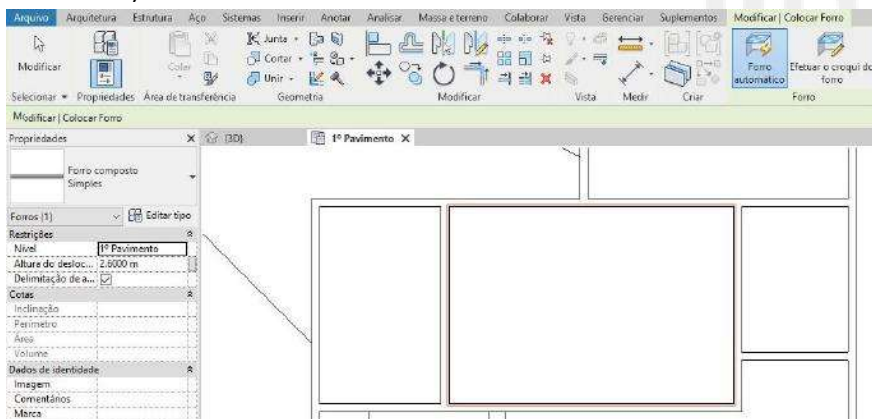 Arquivo Arquitetura Estrutura Aço Sistemas Inserir Anotar Analisar Massa e terreno Colaborar Vista Gerenciar Suplementos Modificar | Colocar Forro
Modificar
Colar
Junta
Cortar
Unir
Forro automático
Efetuar o croqui do forro
Selecionar Propriedades Área de transferência Geometria Modificar Vista Medir Criar Forro
Modificar | Colocar Forro
Propriedades X {3D} 1º Pavimento X
Forro composto
Simples
Forros (1) Editar tipo
Restrições
Nível 1º Pavimento
Altura do desloc... 2.6000 m
Delimitação de a...
Cotas
Inclinação
Perímetro
Área
Volume
Dados de identidade
Imagem
Comentários
Marca